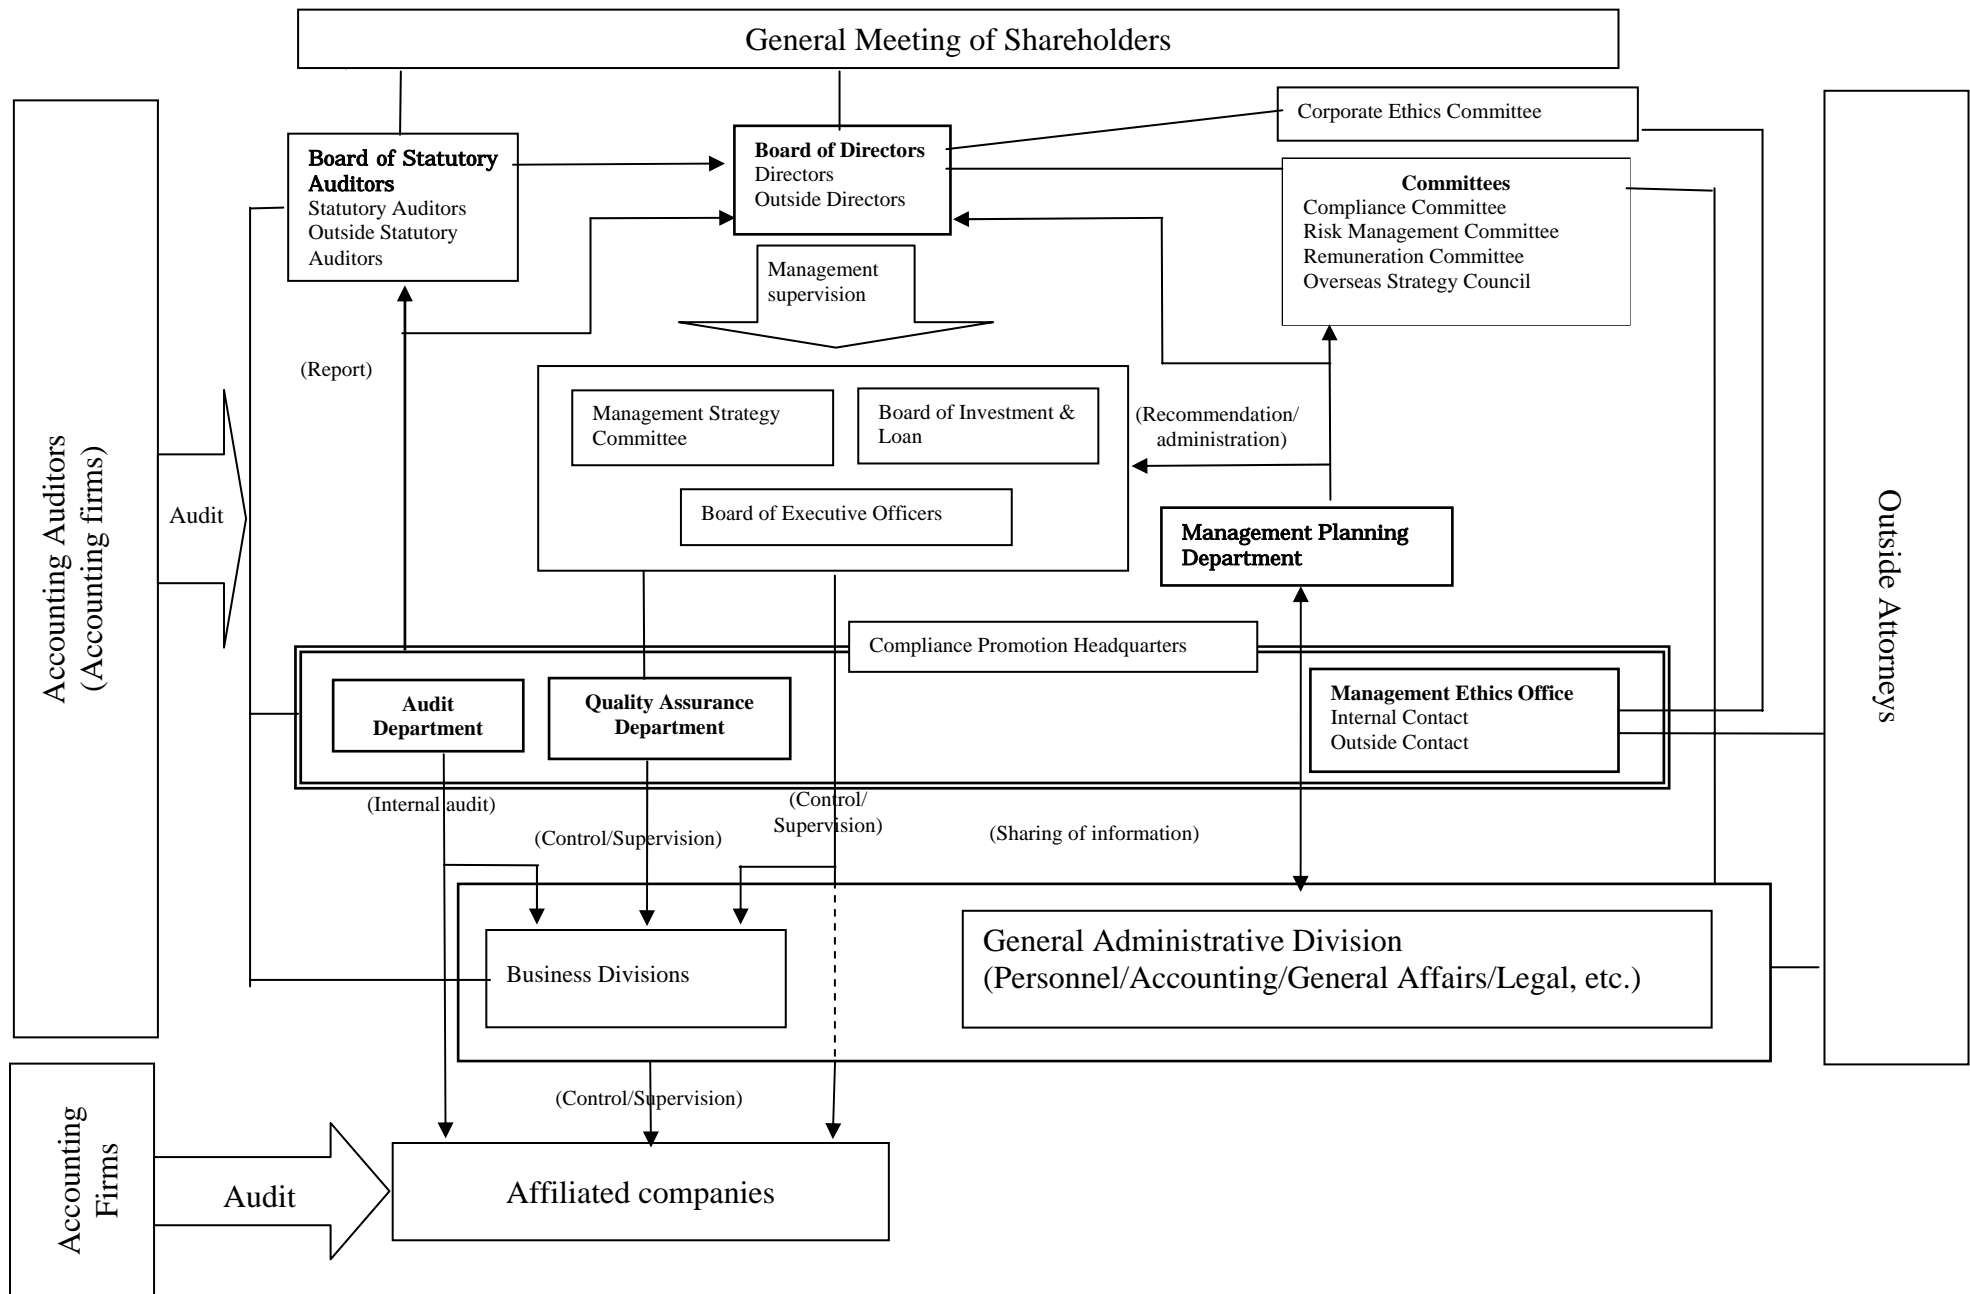 General Meeting of Shareholders
Corporate Ethics Committee
Board of Statutory
Auditors
Statutory Auditors
Outside Statutory
Auditors
Board of Directors
Directors
Outside Directors
Committees
Compliance Committee
Risk Management Committee
Remuneration Committee
Overseas Strategy Council
Management
supervision
(Report)
Management Strategy
Committee
Board of Investment &
Loan
Board of Executive Officers
(Recommendation/
administration)
Accounting Auditors
(Accounting firms)
Audit
Management Planning
Department
Outside Attorneys
Compliance Promotion Headquarters
Audit
Department
Quality Assurance
Department
Management Ethics Office
Internal Contact
Outside Contact
(Internal audit)
(Control/Supervision)
(Control/
Supervision)
(Sharing of information)
Business Divisions
General Administrative Division
(Personnel/Accounting/General Affairs/Legal, etc.)
(Control/Supervision)
Accounting
Firms
Audit
Affiliated companies